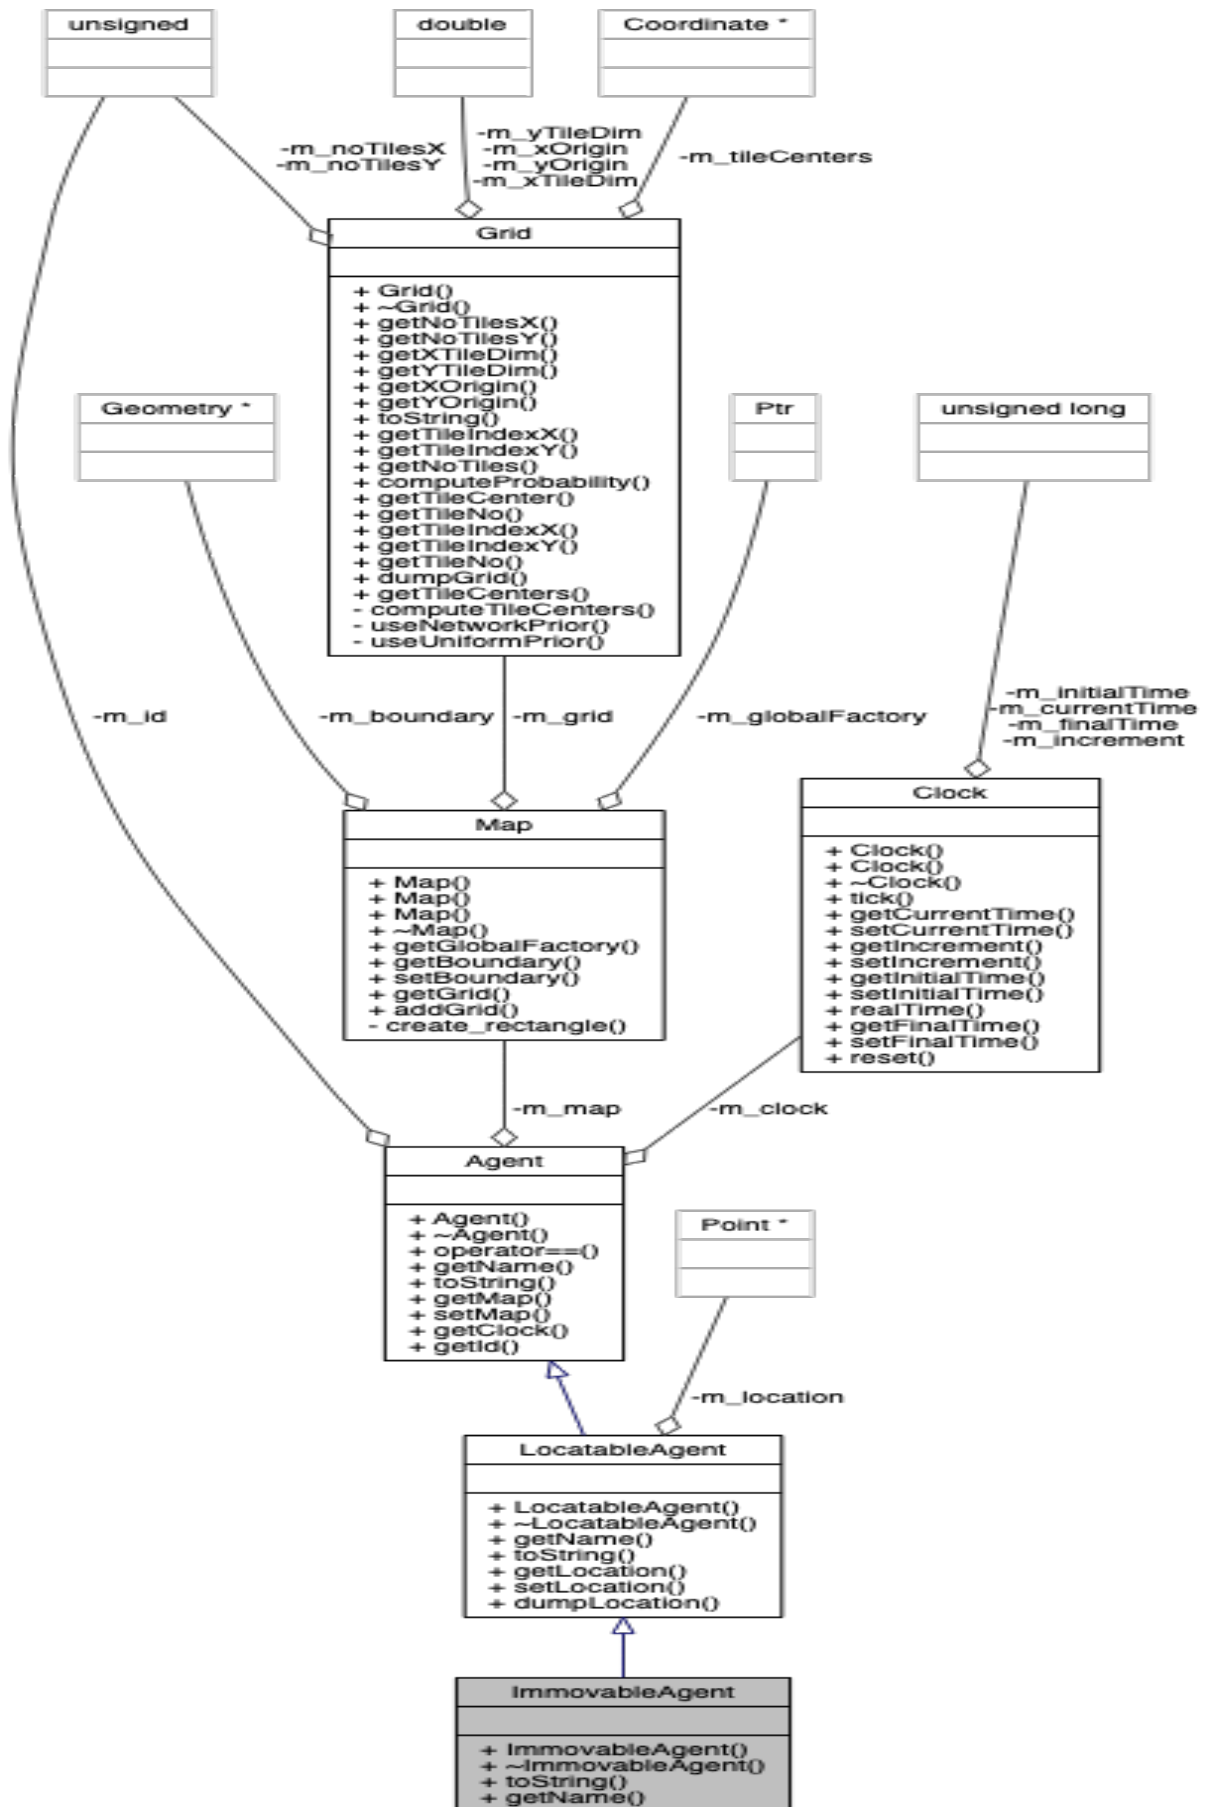 unsigned
double
Coordinate *
-m_noTilesX
-m_noTilesY
-m_yTileDim
-m_xOrigin
-m_yOrigin
-m_xTileDim
-m_tileCenters
Grid
+ Grid()
+ ~Grid()
+ getNoTilesX()
+ getNoTilesY()
+ getXTileDim()
+ getYTileDim()
+ getXOrigin()
+ getYOrigin()
+ toString()
+ getTileIndexX()
+ getTileIndexY()
+ getNoTiles()
+ computeProbability()
+ getTileCenter()
+ getTileNo()
+ getTileIndexX()
+ getTileIndexY()
+ getTileNo()
+ dumpGrid()
+ getTileCenters()
- computeTileCenters()
- useNetworkPrior()
- useUniformPrior()
Geometry *
Ptr
unsigned long
-m_id
-m_boundary
-m_grid
-m_globalFactory
-m_initialTime
-m_currentTime
-m_finalTime
-m_increment
Map
+ Map()
+ Map()
+ Map()
+ ~Map()
+ getGlobalFactory()
+ getBoundary()
+ setBoundary()
+ getGrid()
+ addGrid()
- create_rectangle()
Clock
+ Clock()
+ Clock()
+ ~Clock()
+ tick()
+ getCurrentTime()
+ setCurrentTime()
+ getIncrement()
+ setIncrement()
+ getInitialTime()
+ setInitialTime()
+ realTime()
+ getFinalTime()
+ setFinalTime()
+ reset()
-m_map
-m_clock
Agent
+ Agent()
+ ~Agent()
+ operator==()
+ getName()
+ toString()
+ getMap()
+ setMap()
+ getClock()
+ getId()
Point *
-m_location
LocatableAgent
+ LocatableAgent()
+ ~LocatableAgent()
+ getName()
+ toString()
+ getLocation()
+ setLocation()
+ dumpLocation()
ImmovableAgent
+ ImmovableAgent()
+ ~ImmovableAgent()
+ toString()
+ getName()